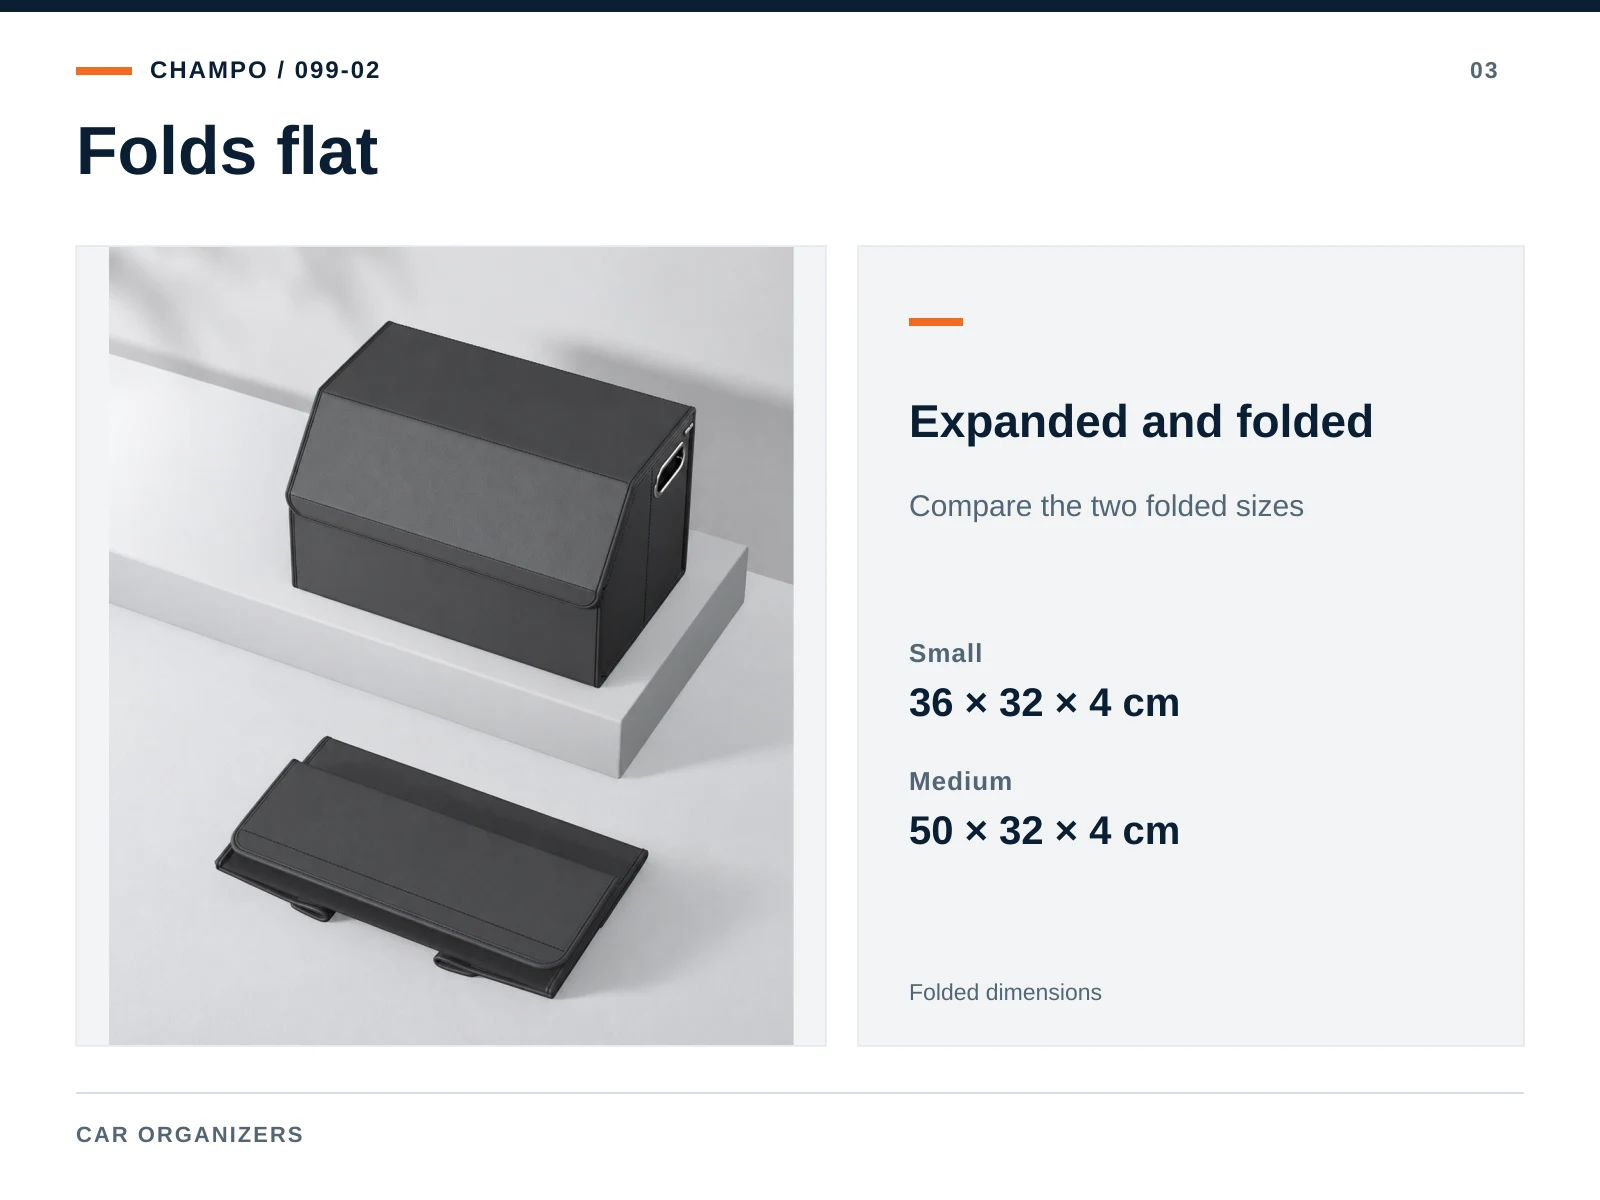 CHAMPO / 099-02
03
Folds flat
Expanded and folded
Compare the two folded sizes
Small
36 × 32 × 4 cm
Medium
50 × 32 × 4 cm
Folded dimensions
CAR ORGANIZERS